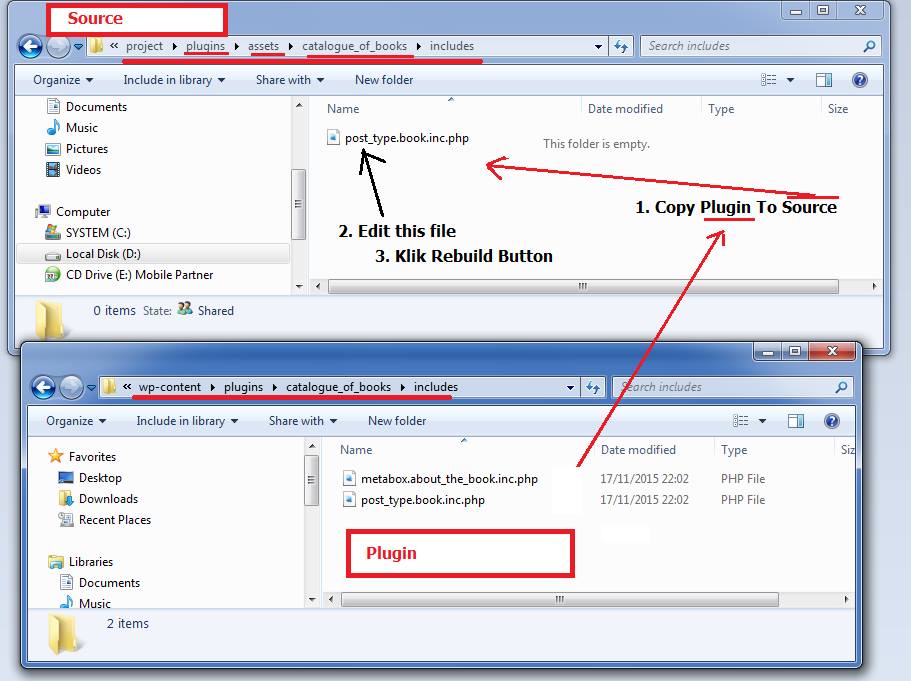 Source
« project ▸ plugins ▸ assets ▸ catalogue_of_books ▸ includes
Search includes
Organize Include in library Share with New folder
Name Date modified Type Size
Documents
Music
Pictures
Videos
Computer
SYSTEM (C:)
Local Disk (D:)
CD Drive (E:) Mobile Partner
post_type.book.inc.php
This folder is empty.
1. Copy Plugin To Source
2. Edit this file
3. Klik Rebuild Button
0 items State: Shared
« wp-content ▸ plugins ▸ catalogue_of_books ▸ includes
Search includes
Organize Include in library Share with New folder
Name Date modified Type Siz
Favorites
Desktop
Downloads
Recent Places
Libraries
Documents
Music
metabox.about_the_book.inc.php 17/11/2015 22:02 PHP File
post_type.book.inc.php 17/11/2015 22:02 PHP File
Plugin
2 items